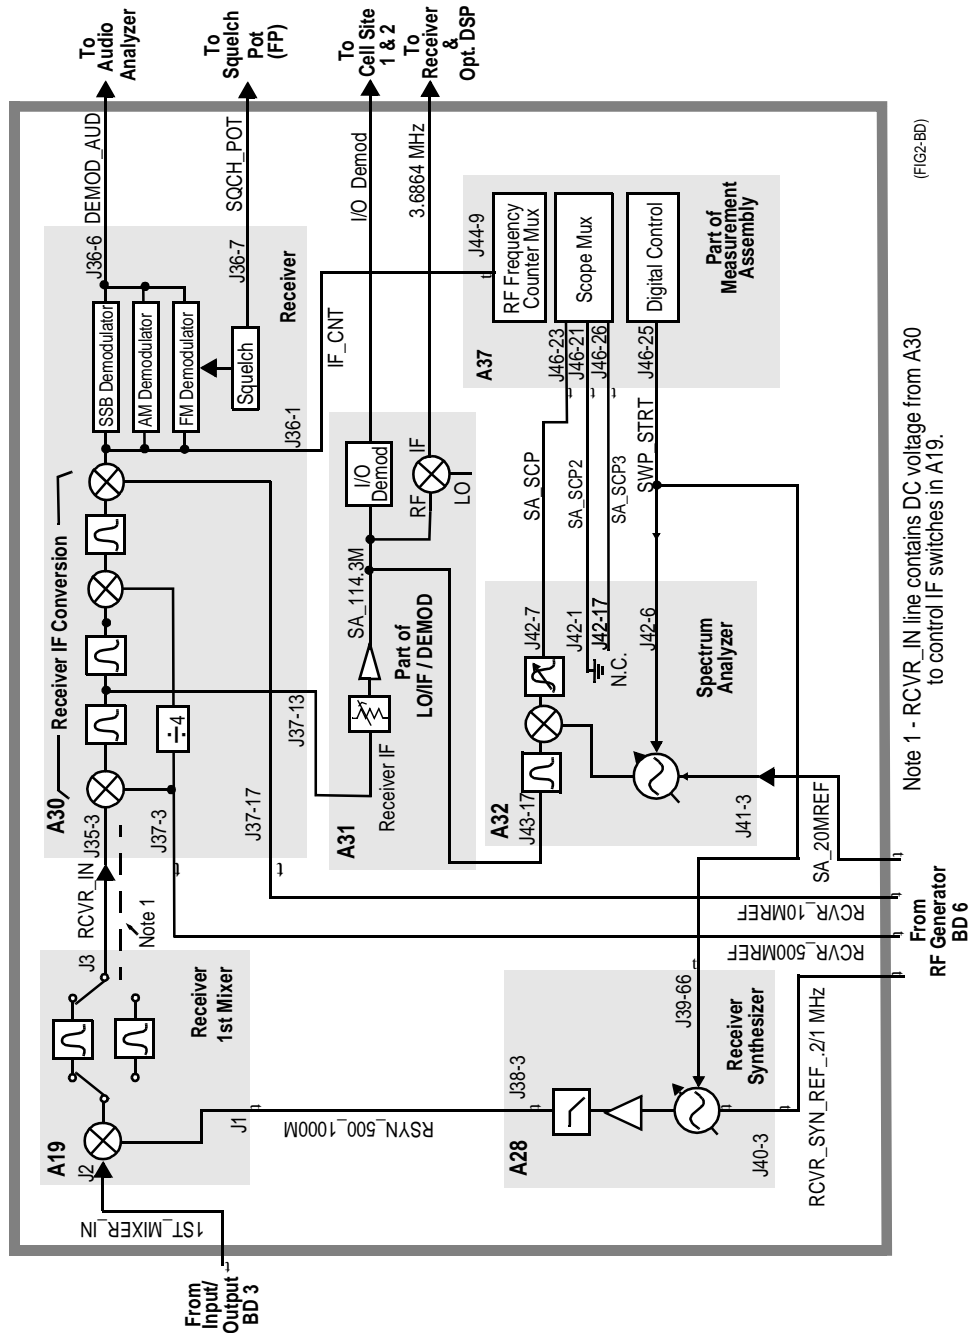 To
Audio
Analyzer
To
Squelch
Pot
(FP)
To
Cell Site
1 & 2
To
Receiver
&
Opt. DSP
DEMOD_AUD
SQCH_POT
I/O Demod
3.6864 MHz
From
Input/
Output
BD 3
1ST_MIXER_IN
A19
J2
J3
J1
Receiver
1st Mixer
RCVR_IN
Note 1
A30
Receiver IF Conversion
J35-3
J37-3
J37-17
J37-13
÷4
SSB Demodulator
AM Demodulator
FM Demodulator
Squelch
J36-6
J36-7
J36-1
Receiver
IF_CNT
A31
Receiver IF
Part of
LO/IF / DEMOD
SA_114.3M
I/O
Demod
RF
IF
LO
A37
J44-9
RF Frequency
Counter Mux
Scope Mux
Digital Control
J46-23
J46-21
J46-26
J46-25
Part of
Measurement
Assembly
SA_SCP
SA_SCP2
SA_SCP3
SWP_STRT
A32
J43-17
J42-7
J42-1
J42-17
J42-6
N.C.
J41-3
Spectrum
Analyzer
A28
J38-3
J39-66
J40-3
Receiver
Synthesizer
RSYN_500_1000M
RCVR_SYN_REF_.2/1 MHz
RCVR_500MREF
RCVR_10MREF
SA_20MREF
From
RF Generator
BD 6
Note 1 - RCVR_IN line contains DC voltage from A30
to control IF switches in A19.
(FIG2-BD)